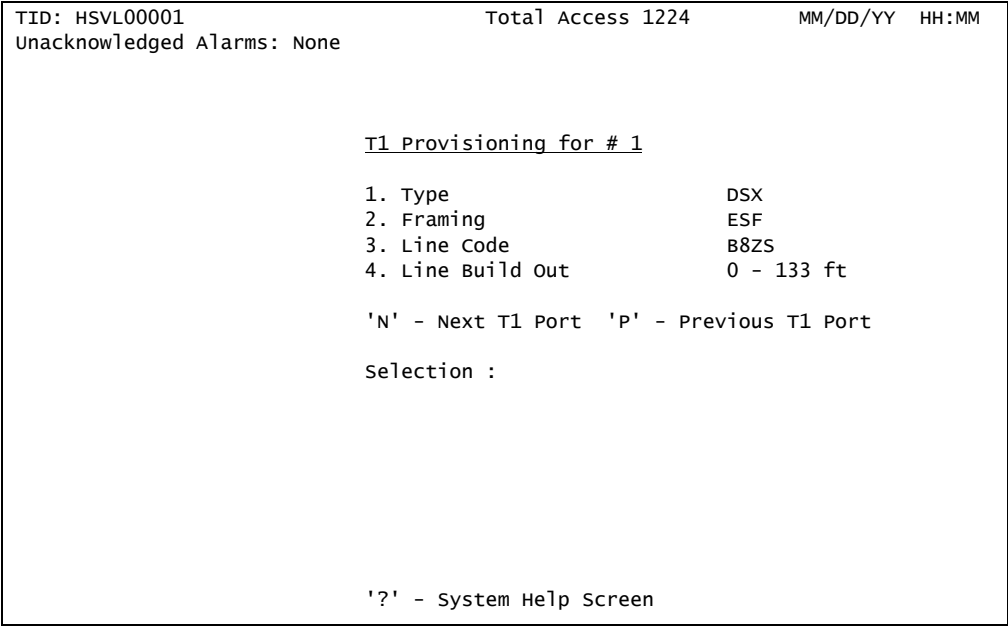 TID: HSVL00001 Total Access 1224 MM/DD/YY HH:MM
Unacknowledged Alarms: None
T1 Provisioning for # 1
1. Type DSX
2. Framing ESF
3. Line Code B8ZS
4. Line Build Out 0 - 133 ft
'N' - Next T1 Port 'P' - Previous T1 Port
Selection :
'?' - System Help Screen